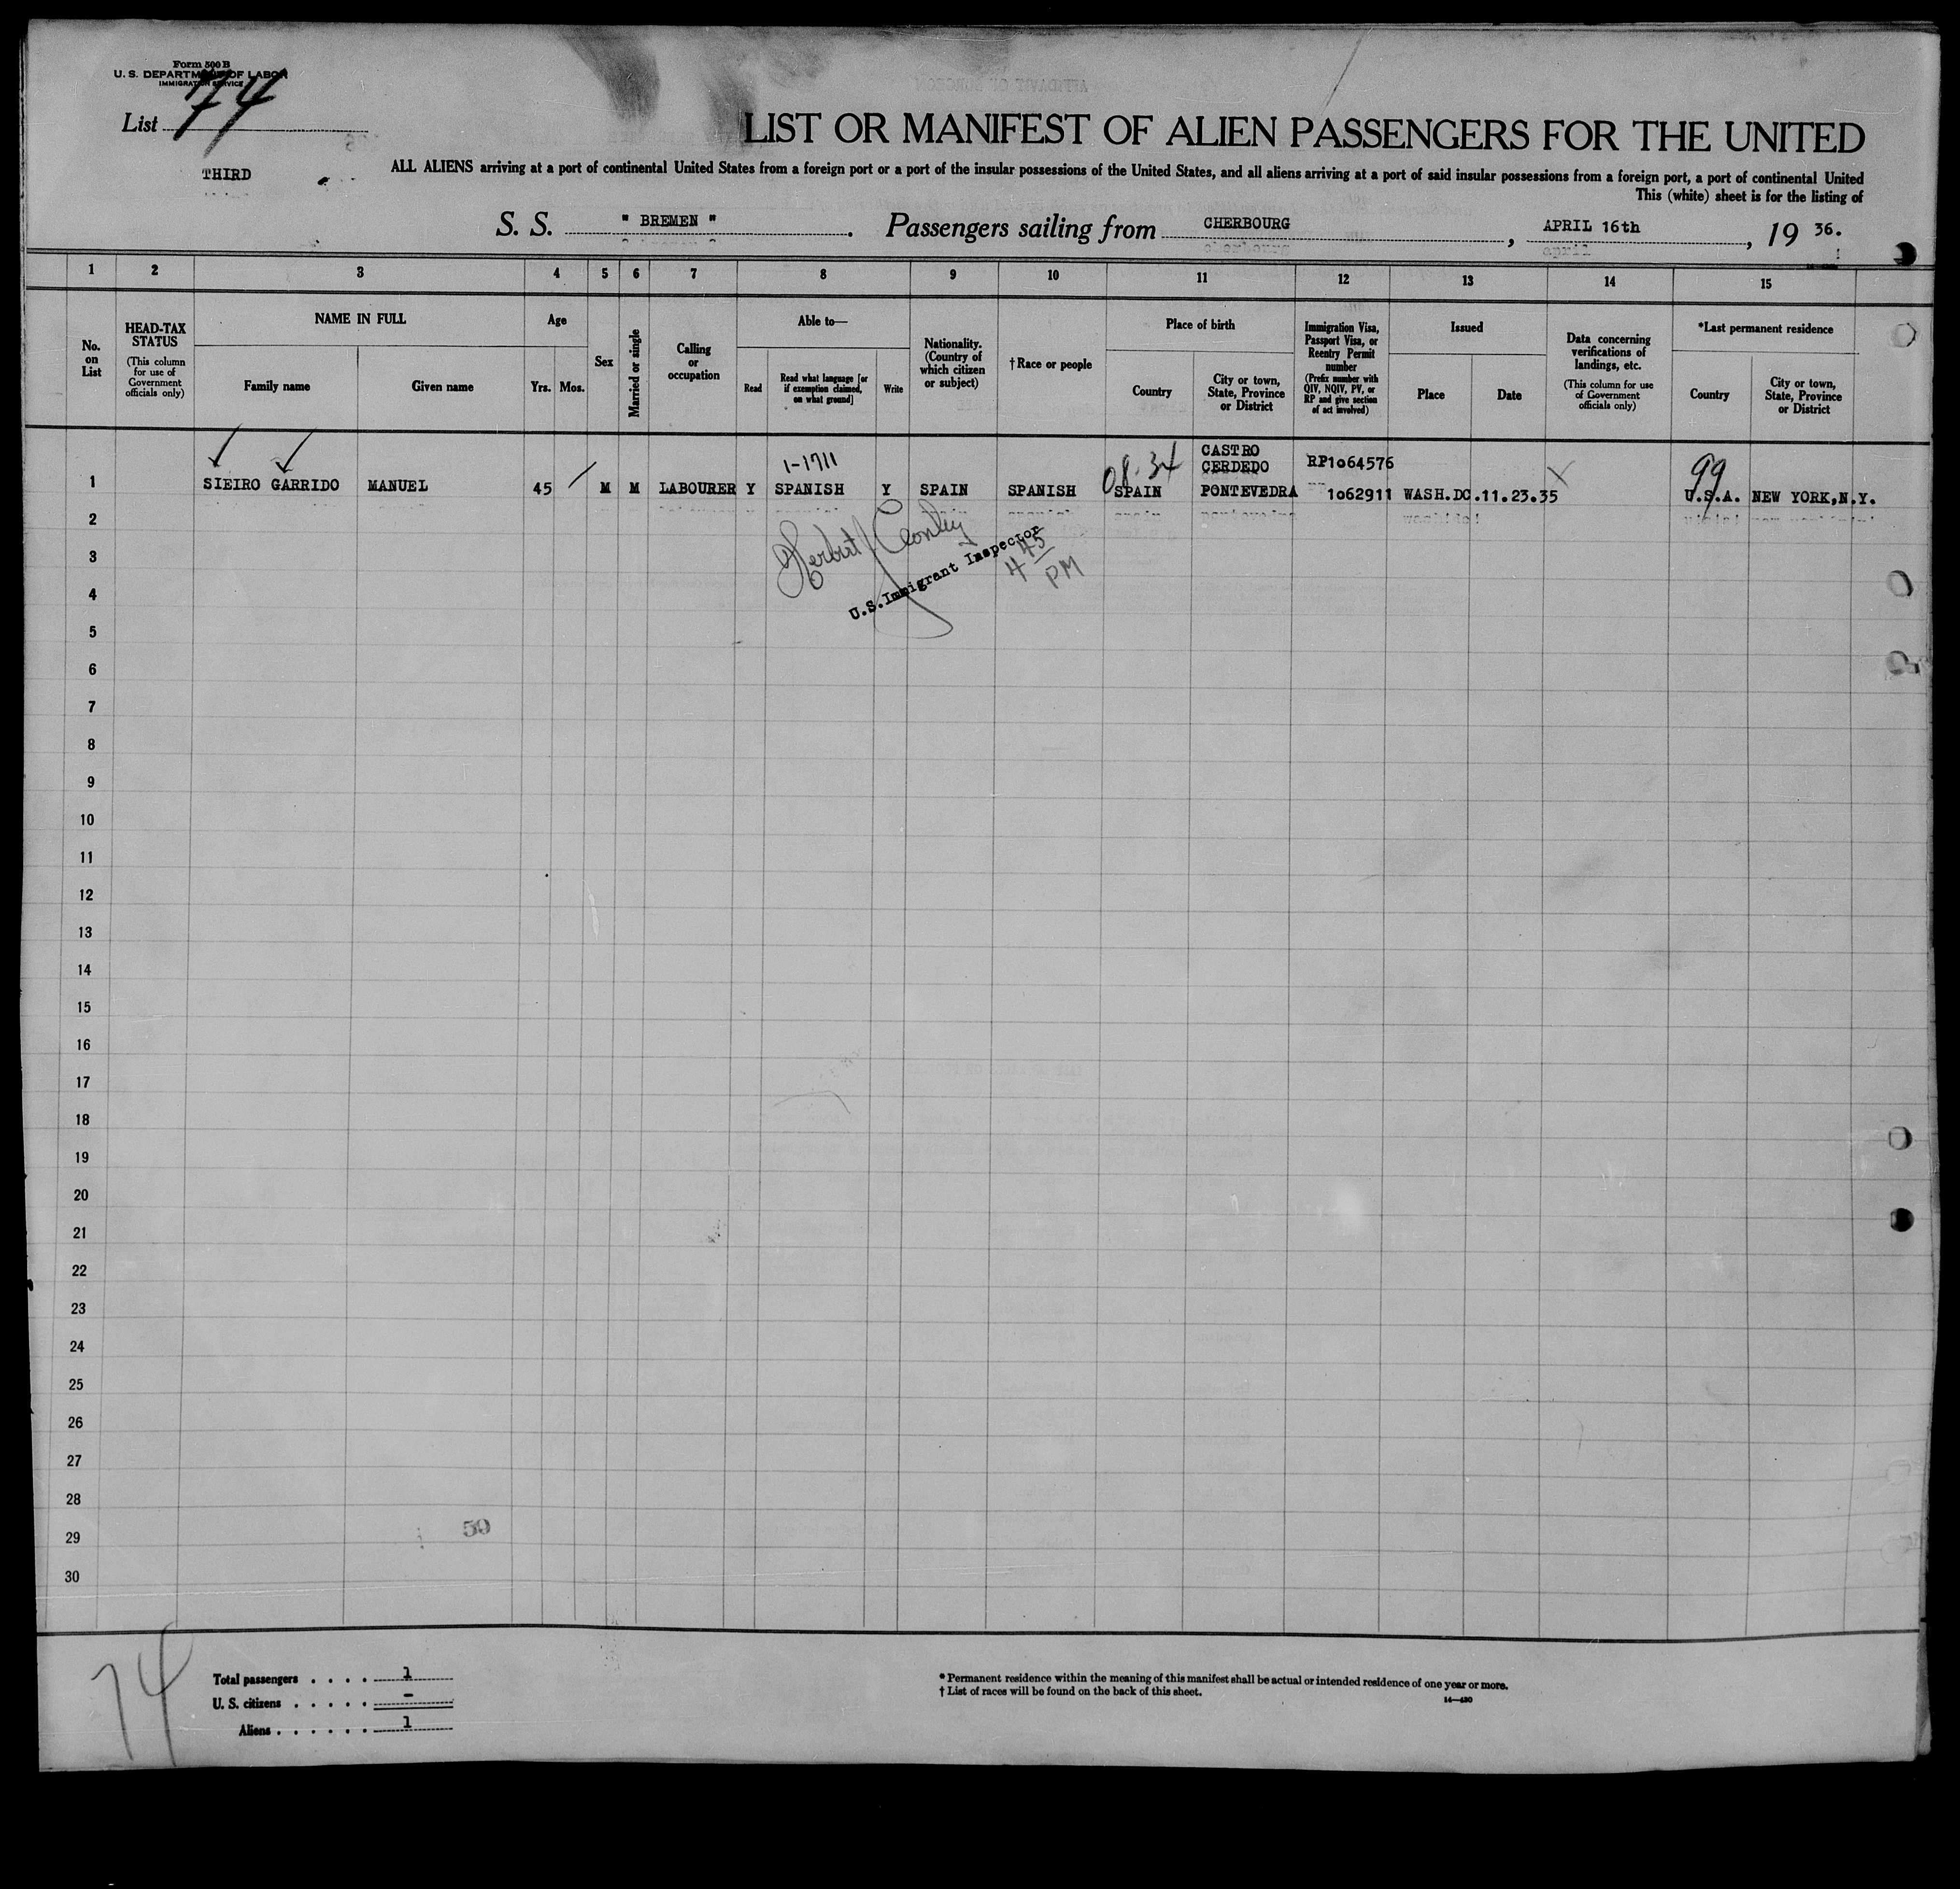 Form 500 B
U. S. DEPARTMENT OF LABOR
IMMIGRATION SERVICE
List 74
THIRD
LIST OR MANIFEST OF ALIEN PASSENGERS FOR THE UNITED
ALL ALIENS arriving at a port of continental United States from a foreign port or a port of the insular possessions of the United States, and all aliens arriving at a port of said insular possessions from a foreign port, a port of continental United
This (white) sheet is for the listing of
S. S. " BREMEN ". Passengers sailing from CHERBOURG, APRIL 16th, 19 36.
1 2 3 4 5 6 7 8 9 10 11 12 13 14 15
No. on List
HEAD-TAX STATUS
(This column for use of Government officials only)
NAME IN FULL
Family name
Given name
Age
Yrs. Mos.
Sex
Married or single
Calling or occupation
Able to—
Read
Read what language [or if exemption claimed, on what ground]
Write
Nationality. (Country of which citizen or subject)
†Race or people
Place of birth
Country
City or town, State, Province or District
Immigration Visa, Passport Visa, or Reentry Permit number
(Prefix number with QIV, NQIV, PV, or RP and give section of act involved)
Issued
Place
Date
Data concerning verifications of landings, etc.
(This column for use of Government officials only)
*Last permanent residence
Country
City or town, State, Province or District
1-1711 08.34 CASTRO 99
CERDEDO RP1064576
1 SIEIRO GARRIDO MANUEL 45 M M LABOURER Y SPANISH Y SPAIN SPANISH SPAIN PONTEVEDRA 1062911 WASH.DC.11.23.35 U.S.A. NEW YORK,N.Y.
2
Herbert Conley
U.S.Immigrant Inspector
4 45 PM
3
4
5
6
7
8
9
10
11
12
13
14
15
16
17
18
19
20
21
22
23
24
25
26
27
28
29
50
30
74
Total passengers . . . . 1
U. S. citizens . . . . . -
Aliens . . . . . . 1
* Permanent residence within the meaning of this manifest shall be actual or intended residence of one year or more.
† List of races will be found on the back of this sheet.
14—430